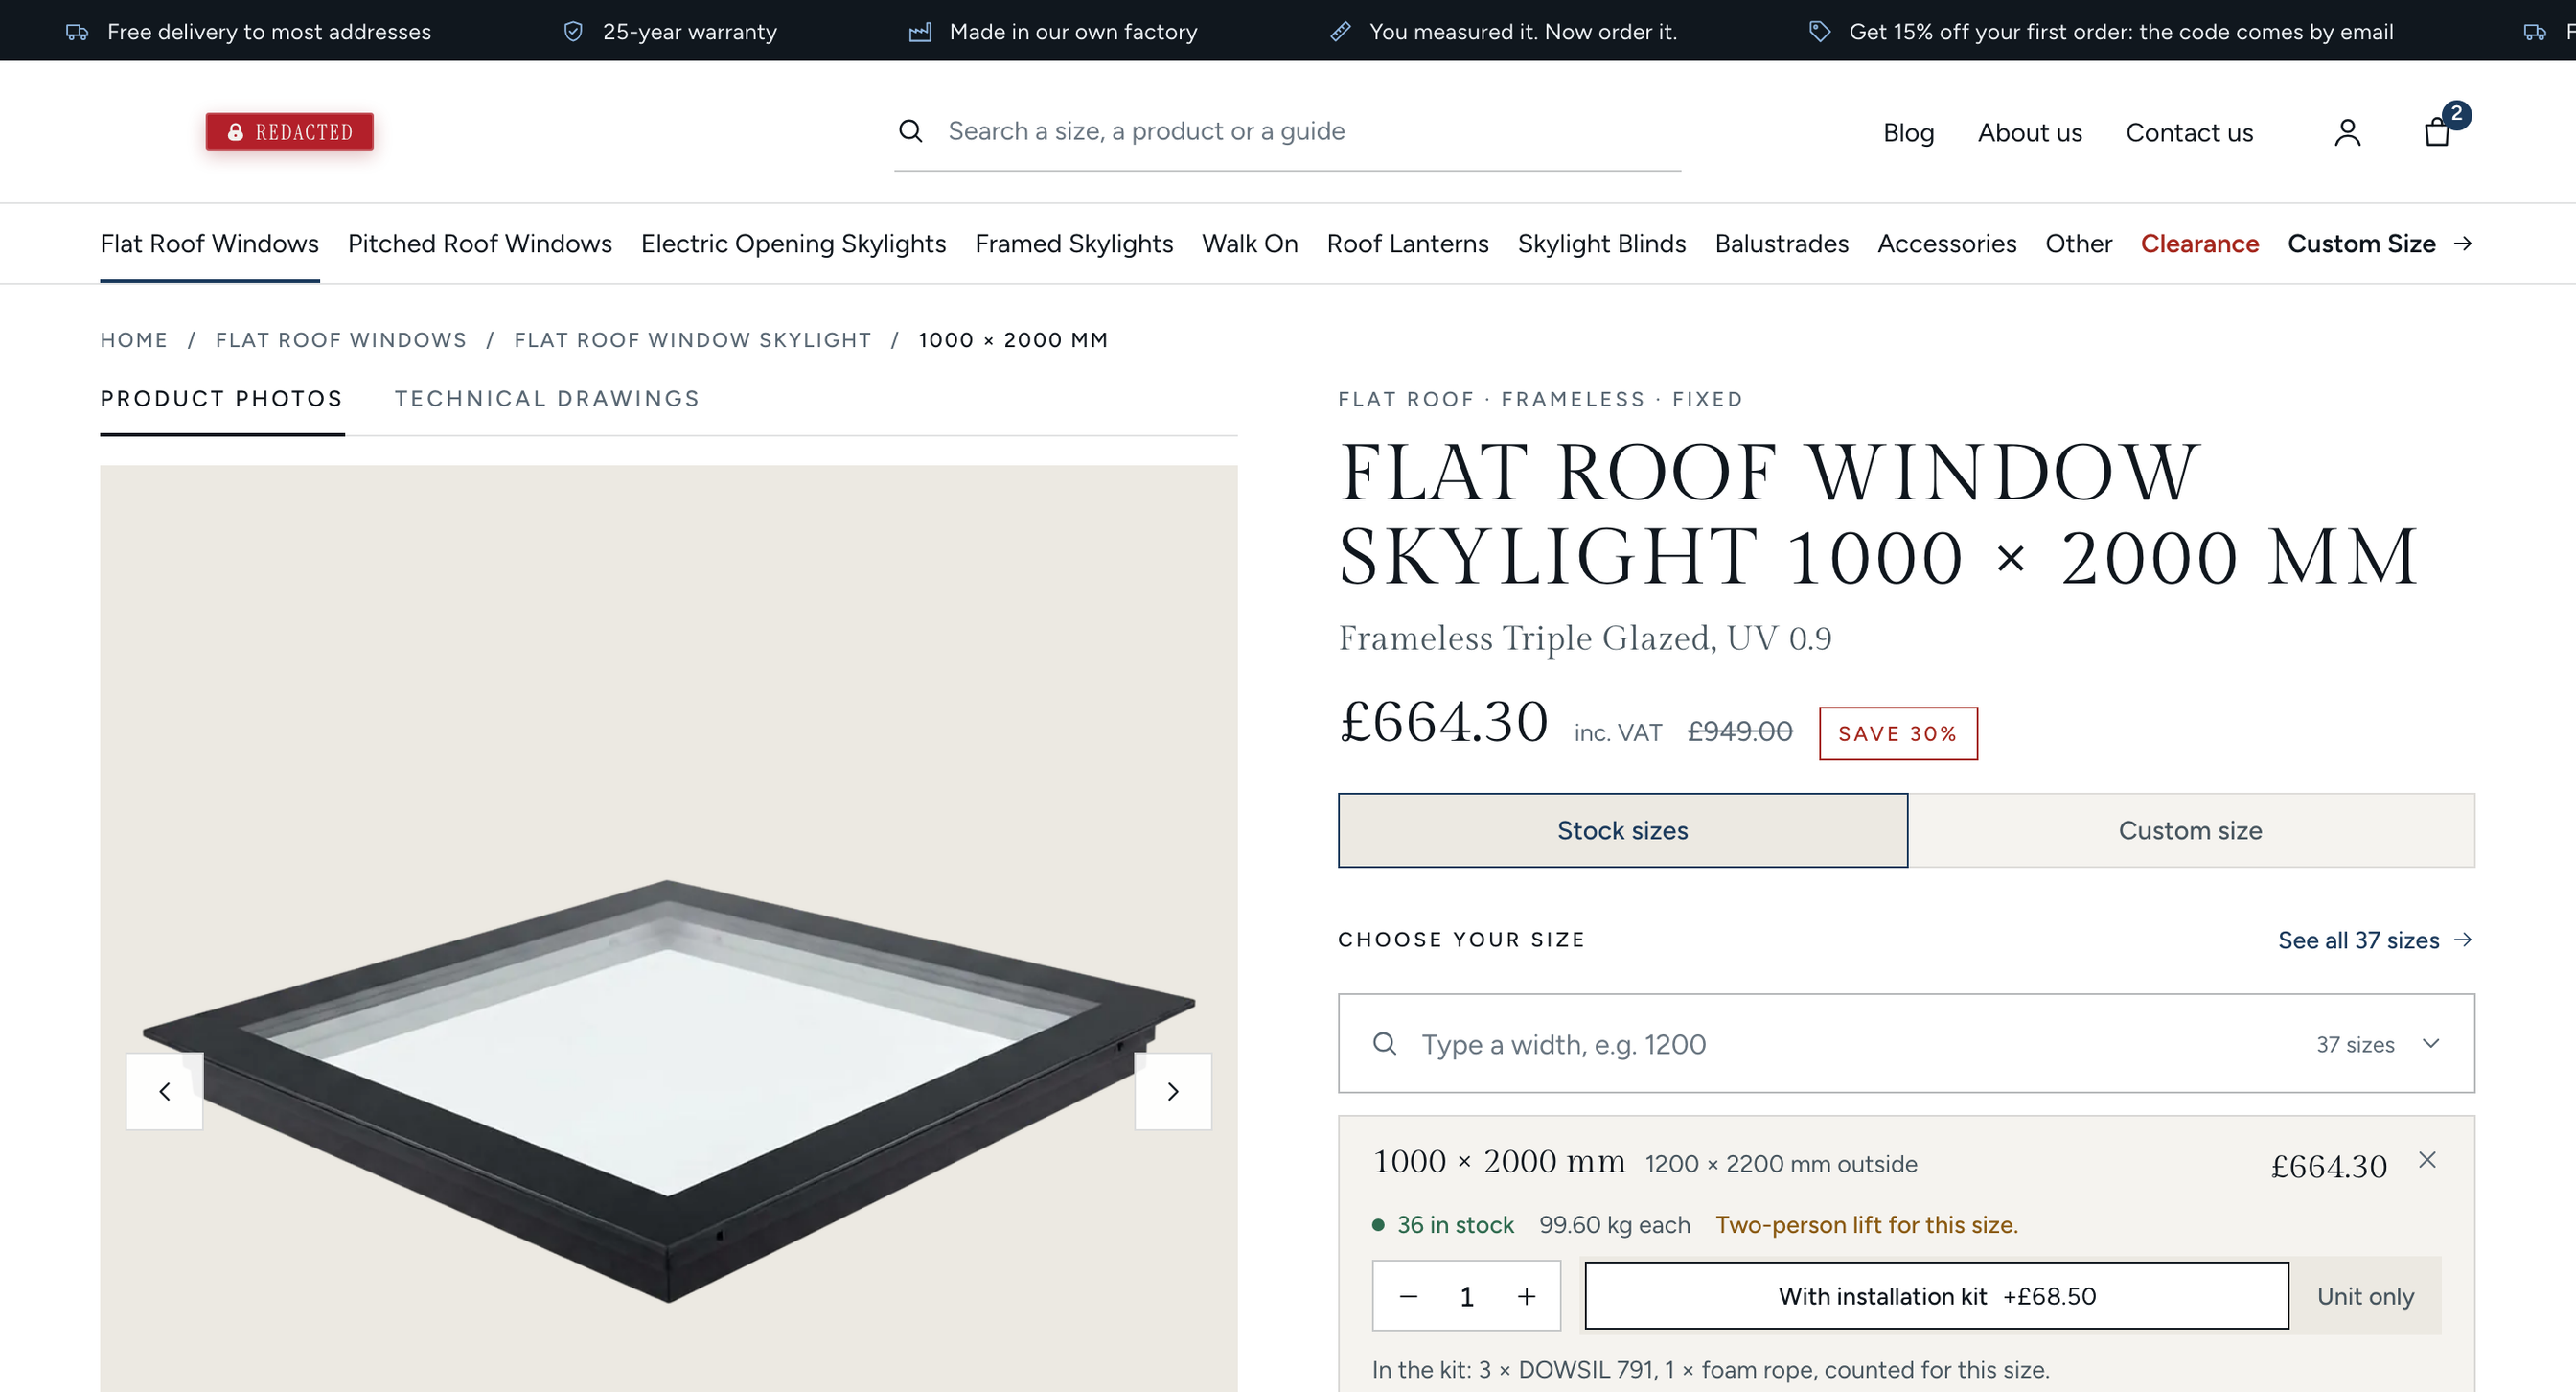 Free delivery to most addresses
25-year warranty
Made in our own factory
You measured it. Now order it.
Get 15% off your first order: the code comes by email
REDACTED
Search a size, a product or a guide
Blog
About us
Contact us
2
Flat Roof Windows
Pitched Roof Windows
Electric Opening Skylights
Framed Skylights
Walk On
Roof Lanterns
Skylight Blinds
Balustrades
Accessories
Other
Clearance
Custom Size →
HOME / FLAT ROOF WINDOWS / FLAT ROOF WINDOW SKYLIGHT / 1000 × 2000 MM
PRODUCT PHOTOS
TECHNICAL DRAWINGS
FLAT ROOF · FRAMELESS · FIXED
FLAT ROOF WINDOW
SKYLIGHT 1000 × 2000 MM
Frameless Triple Glazed, UV 0.9
£664.30 inc. VAT £949.00 SAVE 30%
Stock sizes
Custom size
CHOOSE YOUR SIZE
See all 37 sizes →
Type a width, e.g. 1200
37 sizes
1000 × 2000 mm 1200 × 2200 mm outside
£664.30
36 in stock 99.60 kg each Two-person lift for this size.
− 1 +
With installation kit +£68.50
Unit only
In the kit: 3 × DOWSIL 791, 1 × foam rope, counted for this size.